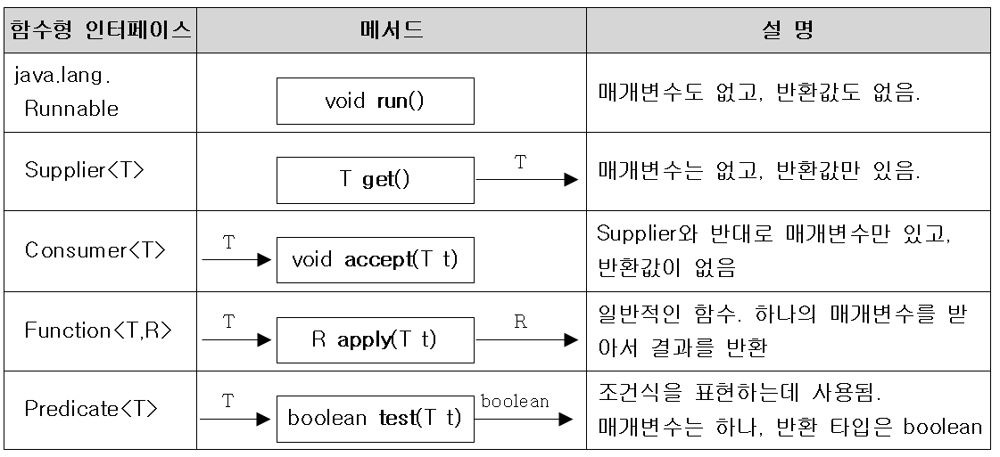 함수형 인터페이스 메서드 설 명
java.lang.
Runnable
void run()
매개변수도 없고, 반환값도 없음.
Supplier<T>
T get()
T
매개변수는 없고, 반환값만 있음.
Consumer<T>
T
void accept(T t)
Supplier와 반대로 매개변수만 있고,
반환값이 없음
Function<T,R>
T
R apply(T t)
R
일반적인 함수. 하나의 매개변수를 받
아서 결과를 반환
Predicate<T>
T
boolean test(T t)
boolean
조건식을 표현하는데 사용됨.
매개변수는 하나, 반환 타입은 boolean